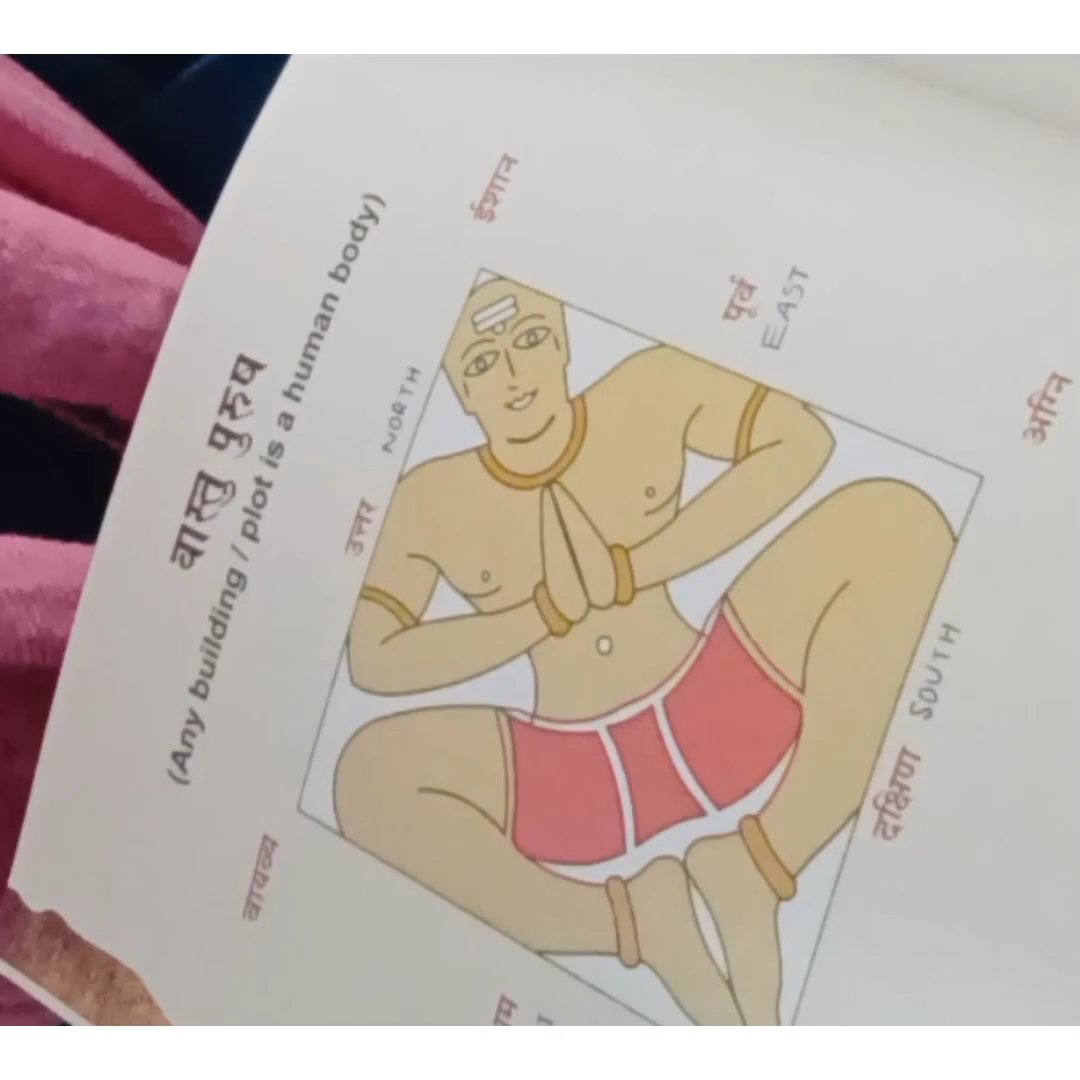 वास्तु पुरुष
(Any building / plot is a human body)
ईशान
पूर्व
EAST
अग्नि
NORTH
उत्तर
दक्षिण SOUTH
वायव्य